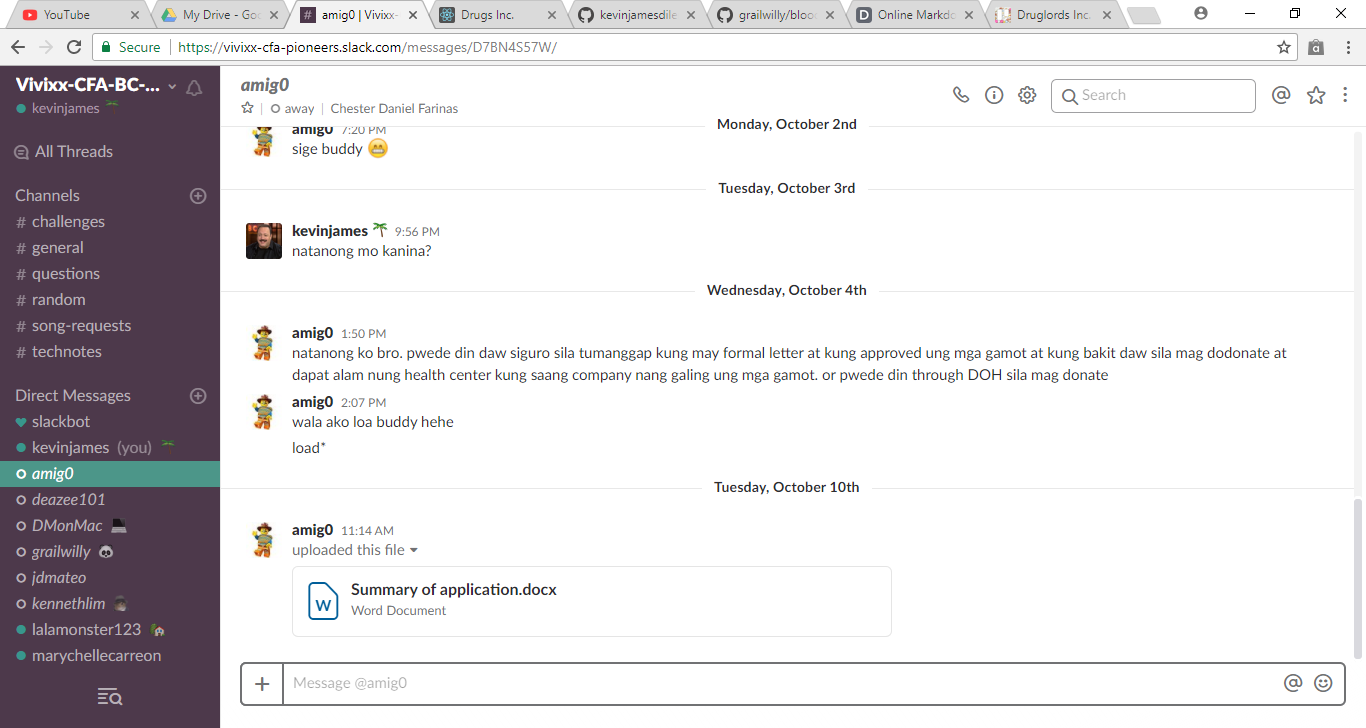 YouTube
My Drive - Goo
amig0 | Vivixx-
Drugs Inc.
kevinjamesdile
grailwilly/bloo
Online Markdo
Druglords Inc.
Secure
https://vivixx-cfa-pioneers.slack.com/messages/D7BN4S57W/
Vivixx-CFA-BC-...
kevinjames
All Threads
Channels
# challenges
# general
# questions
# random
# song-requests
# technotes
Direct Messages
slackbot
kevinjames (you)
amig0
deazee101
DMonMac
grailwilly
jdmateo
kennethlim
lalamonster123
marychellecarreon
amig0
away | Chester Daniel Farinas
Search
Monday, October 2nd
amig0 7:20 PM
sige buddy
Tuesday, October 3rd
kevinjames 9:56 PM
natanong mo kanina?
Wednesday, October 4th
amig0 1:50 PM
natanong ko bro. pwede din daw siguro sila tumanggap kung may formal letter at kung approved ung mga gamot at kung bakit daw sila mag dodonate at
dapat alam nung health center kung saang company nang galing ung mga gamot. or pwede din through DOH sila mag donate
amig0 2:07 PM
wala ako loa buddy hehe
load*
Tuesday, October 10th
amig0 11:14 AM
uploaded this file
W
Summary of application.docx
Word Document
+ Message @amig0